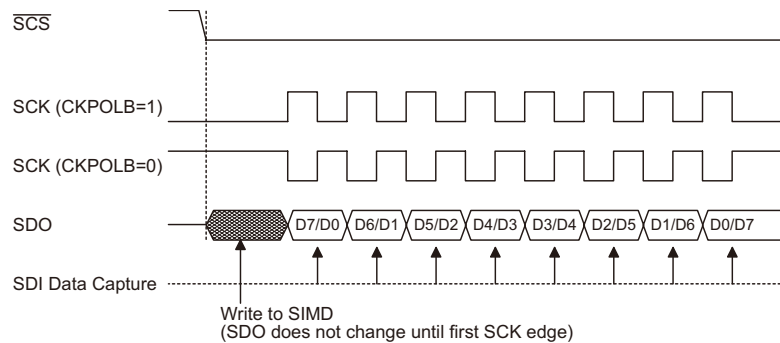 SCS
SCK (CKPOLB=1)
SCK (CKPOLB=0)
SDO D7/D0 D6/D1 D5/D2 D4/D3 D3/D4 D2/D5 D1/D6 D0/D7
SDI Data Capture
Write to SIMD
(SDO does not change until first SCK edge)